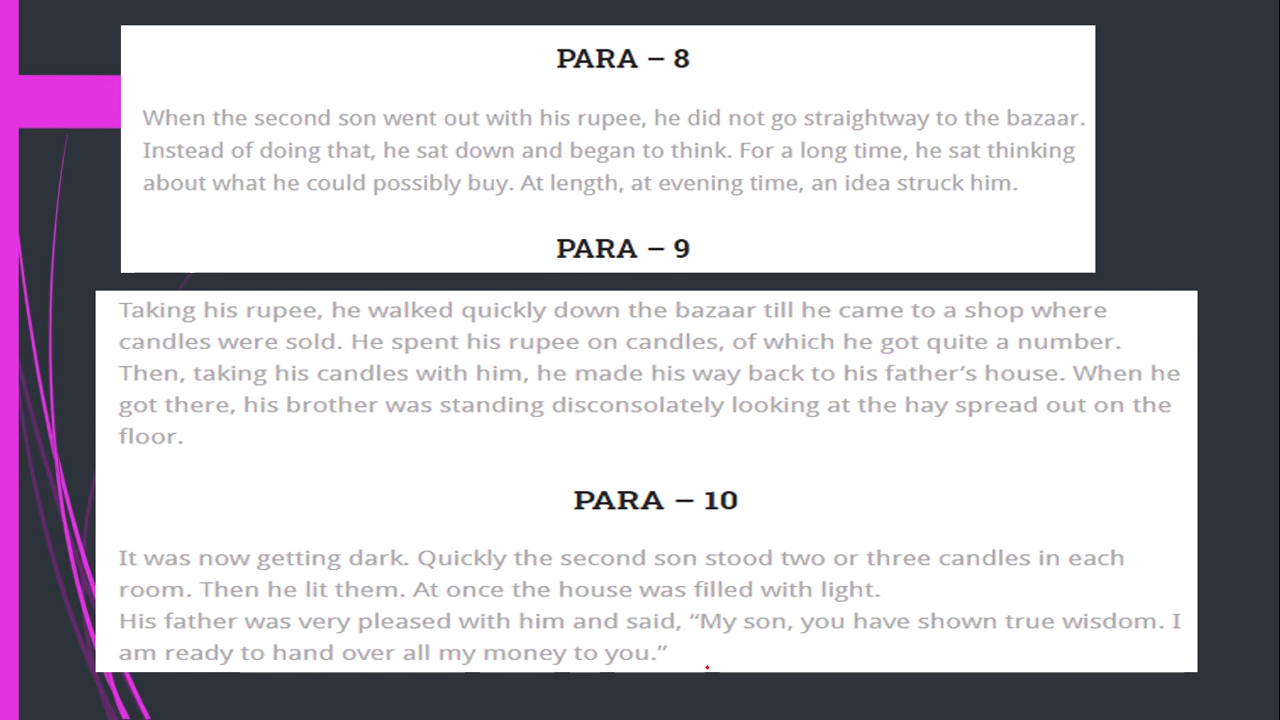 PARA – 8
When the second son went out with his rupee, he did not go straightway to the bazaar.
Instead of doing that, he sat down and began to think. For a long time, he sat thinking
about what he could possibly buy. At length, at evening time, an idea struck him.
PARA – 9
Taking his rupee, he walked quickly down the bazaar till he came to a shop where
candles were sold. He spent his rupee on candles, of which he got quite a number.
Then, taking his candles with him, he made his way back to his father’s house. When he
got there, his brother was standing disconsolately looking at the hay spread out on the
floor.
PARA – 10
It was now getting dark. Quickly the second son stood two or three candles in each
room. Then he lit them. At once the house was filled with light.
His father was very pleased with him and said, “My son, you have shown true wisdom. I
am ready to hand over all my money to you.”